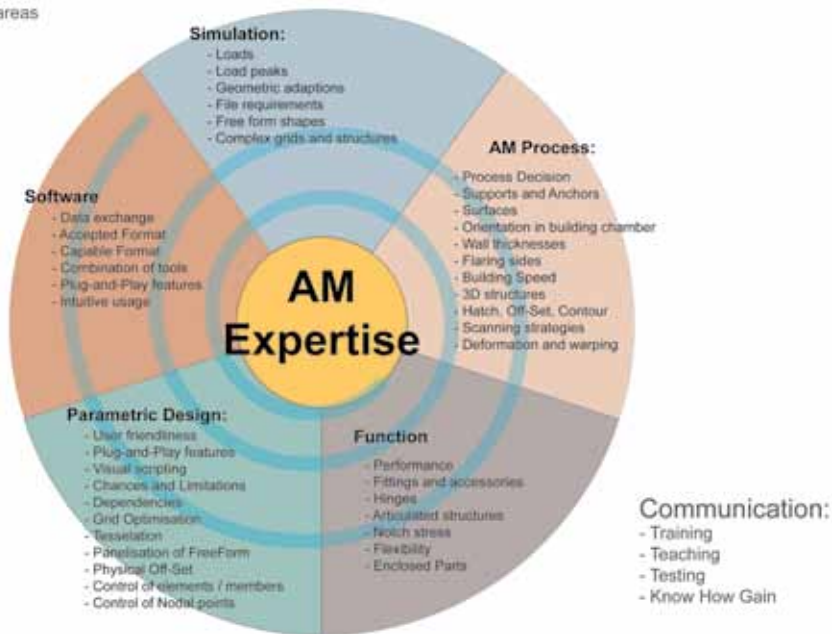 areas
Simulation:
- Loads
- Load peaks
- Geometric adaptions
- File requirements
- Free form shapes
- Complex grids and structures
AM Process:
- Process Decision
- Supports and Anchors
- Surfaces
- Orientation in building chamber
- Wall thicknesses
- Flaring sides
- Building Speed
- 3D structures
- Hatch, Off-Set, Contour
- Scanning strategies
- Deformation and warping
Software
- Data exchange
- Accepted Format
- Capable Format
- Combination of tools
- Plug-and-Play features
- Intuitive usage
AM
Expertise
Parametric Design:
- User friendliness
- Plug-and-Play features
- Visual scripting
- Chances and Limitations
- Dependencies
- Grid Optimisation
- Tesselation
- Panelisation of FreeForm
- Physical Off-Set
- Control of elements / members
- Control of Nodal points
Function
- Performance
- Fittings and accessories
- Hinges
- Articulated structures
- Notch stress
- Flexibility
- Enclosed Parts
Communication:
- Training
- Teaching
- Testing
- Know How Gain